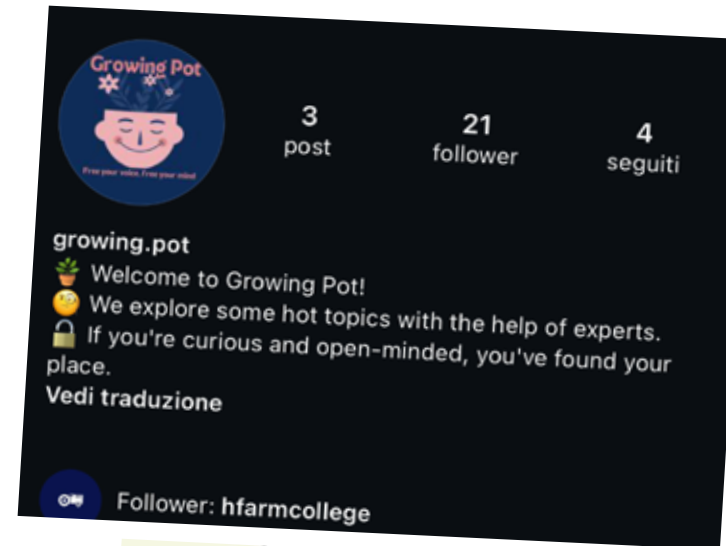 Growing Pot
Free your voice. Free your mind
3
post
21
follower
4
seguiti
growing.pot
🪴 Welcome to Growing Pot!
🧐 We explore some hot topics with the help of experts.
🔒 If you're curious and open-minded, you've found your
place.
Vedi traduzione
Follower: hfarmcollege